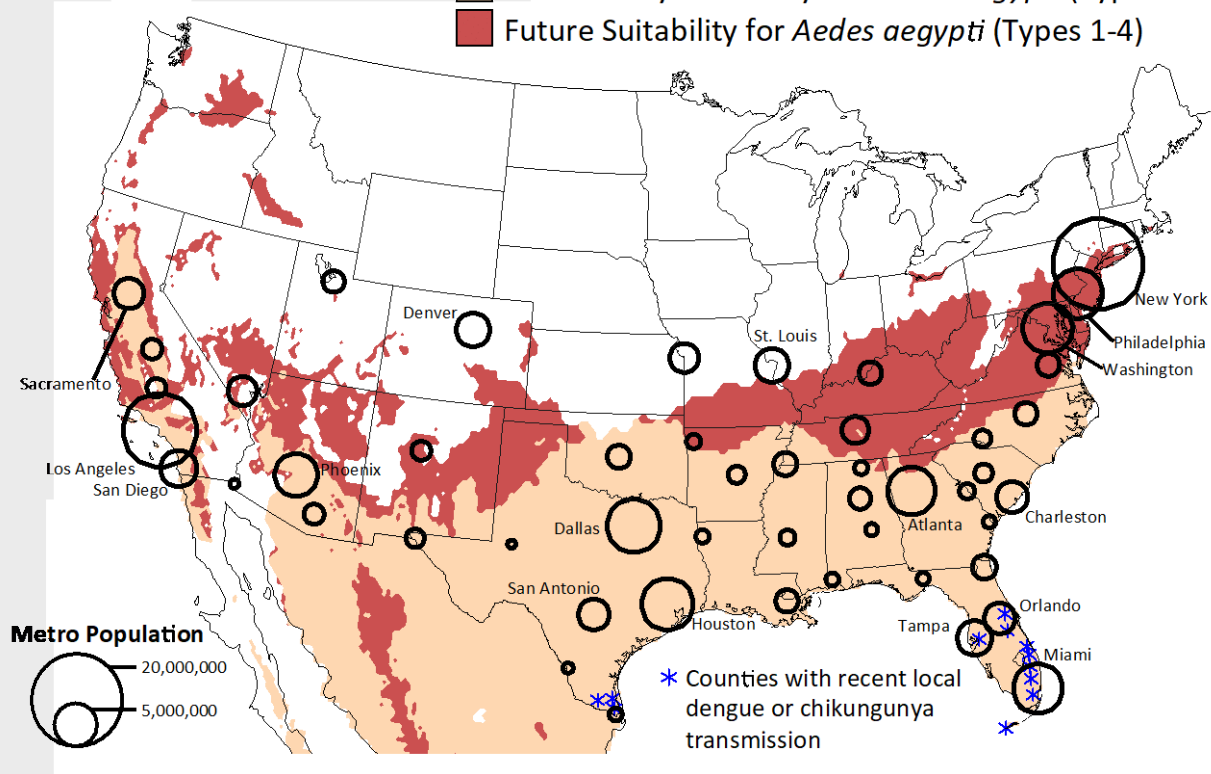 Future Suitability for Aedes aegypti (Types 1-4)
Denver
St. Louis
New York
Philadelphia
Washington
Sacramento
Los Angeles
San Diego
Phoenix
Dallas
Atlanta
Charleston
San Antonio
Houston
Orlando
Tampa
Miami
Metro Population
20,000,000
5,000,000
Counties with recent local
dengue or chikungunya
transmission